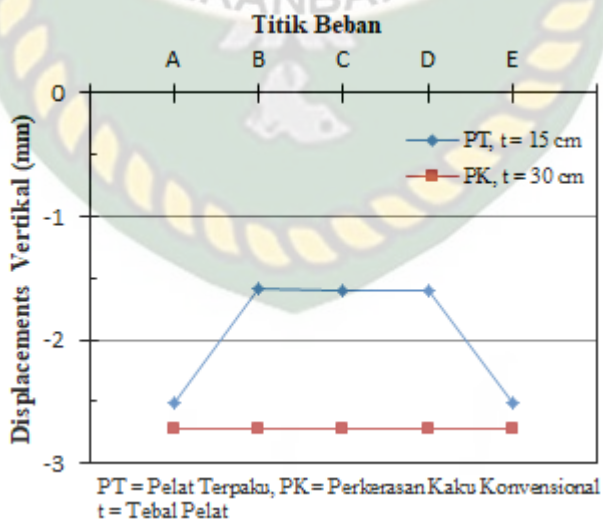 KANBA
Titik Beban
A B C D E
0
-1
-2
-3
Displacements Vertikal (mm)
PT, t = 15 cm
PK, t = 30 cm
PT = Pelat Terpaku, PK = Perkerasan Kaku Konvensional
t = Tebal Pelat